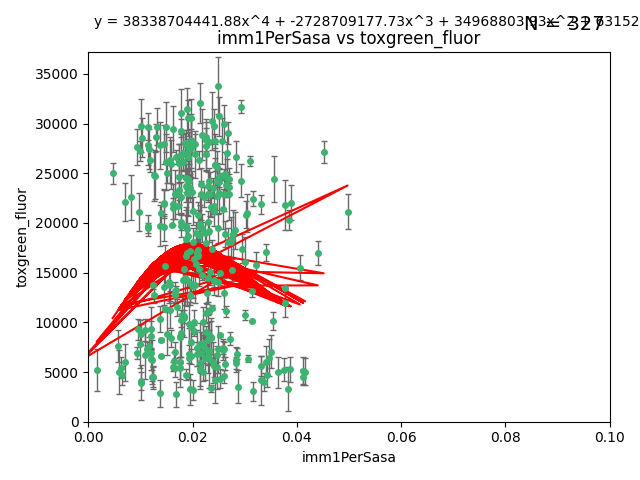 y = 38338704441.88x^4 + -2728709177.73x^3 +
N = 327
imm1PerSasa vs toxgreen_fluor
35000
30000
25000
20000
15000
10000
5000
0
toxgreen_fluor
0.00 0.02 0.04 0.06 0.08 0.10
imm1PerSasa